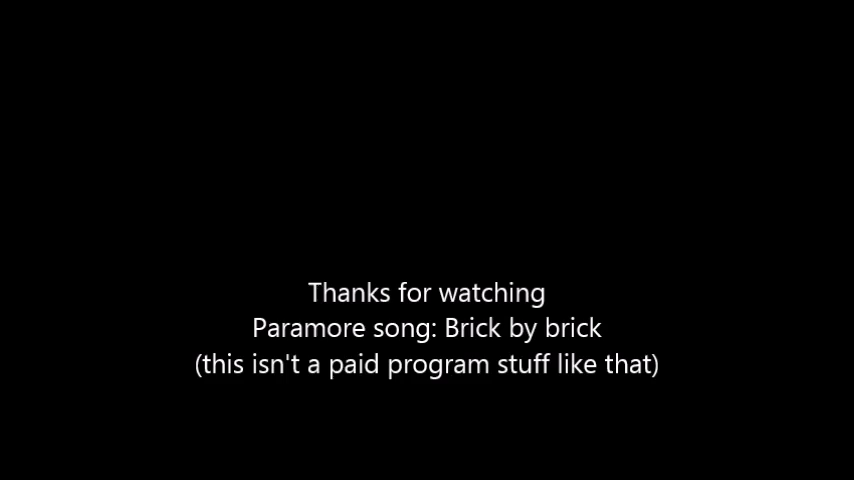 Thanks for watching
Paramore song: Brick by brick
(this isn't a paid program stuff like that)